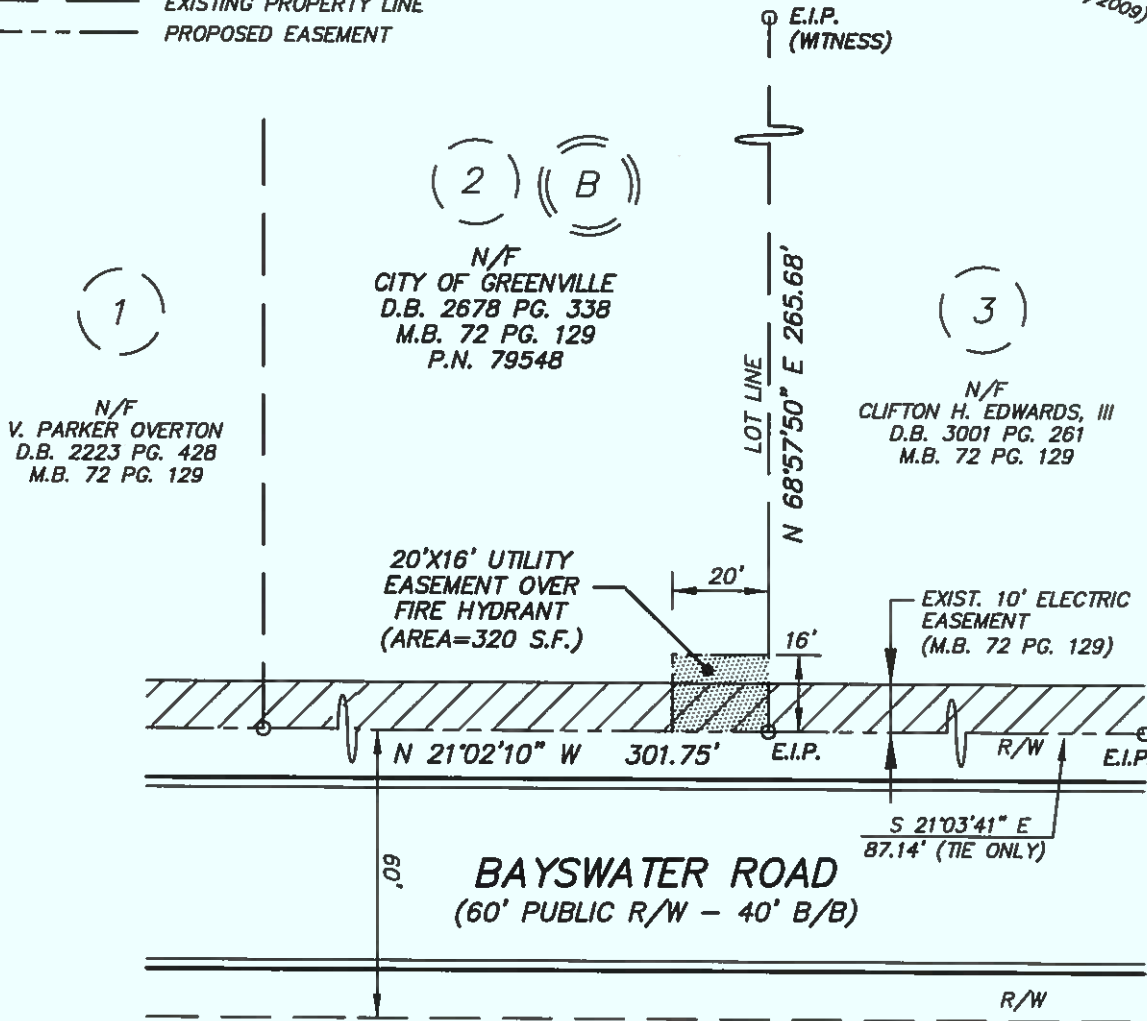 EXISTING PROPERTY LINE
PROPOSED EASEMENT
2009)
E.I.P.
(WITNESS)
2
B
N/F
CITY OF GREENVILLE
D.B. 2678 PG. 338
M.B. 72 PG. 129
P.N. 79548
1
N/F
V. PARKER OVERTON
D.B. 2223 PG. 428
M.B. 72 PG. 129
LOT LINE
N 68°57'50" E 265.68'
3
N/F
CLIFTON H. EDWARDS, III
D.B. 3001 PG. 261
M.B. 72 PG. 129
20'X16' UTILITY
EASEMENT OVER
FIRE HYDRANT
(AREA=320 S.F.)
20'
16'
EXIST. 10' ELECTRIC
EASEMENT
(M.B. 72 PG. 129)
N 21°02'10" W 301.75'
E.I.P.
R/W
E.I.P
S 21°03'41" E
87.14' (TIE ONLY)
60'
BAYSWATER ROAD
(60' PUBLIC R/W - 40' B/B)
R/W